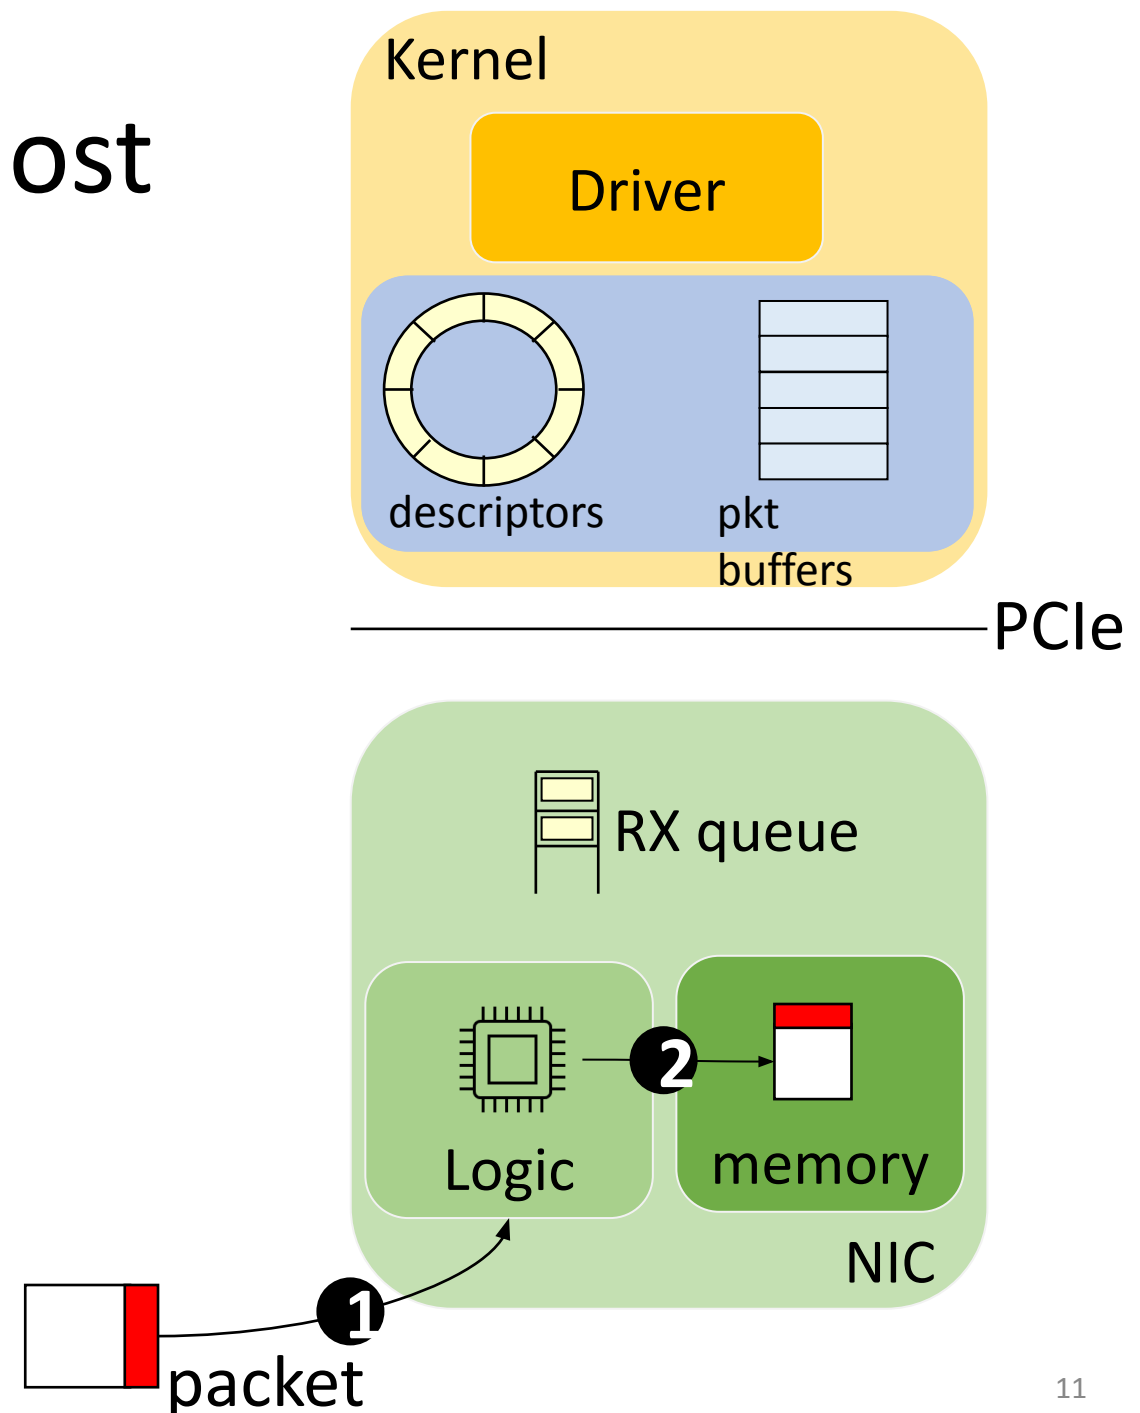 Kernel
ost
Driver
descriptors
pkt
buffers
PCIe
RX queue
2
Logic
memory
NIC
1
packet
11